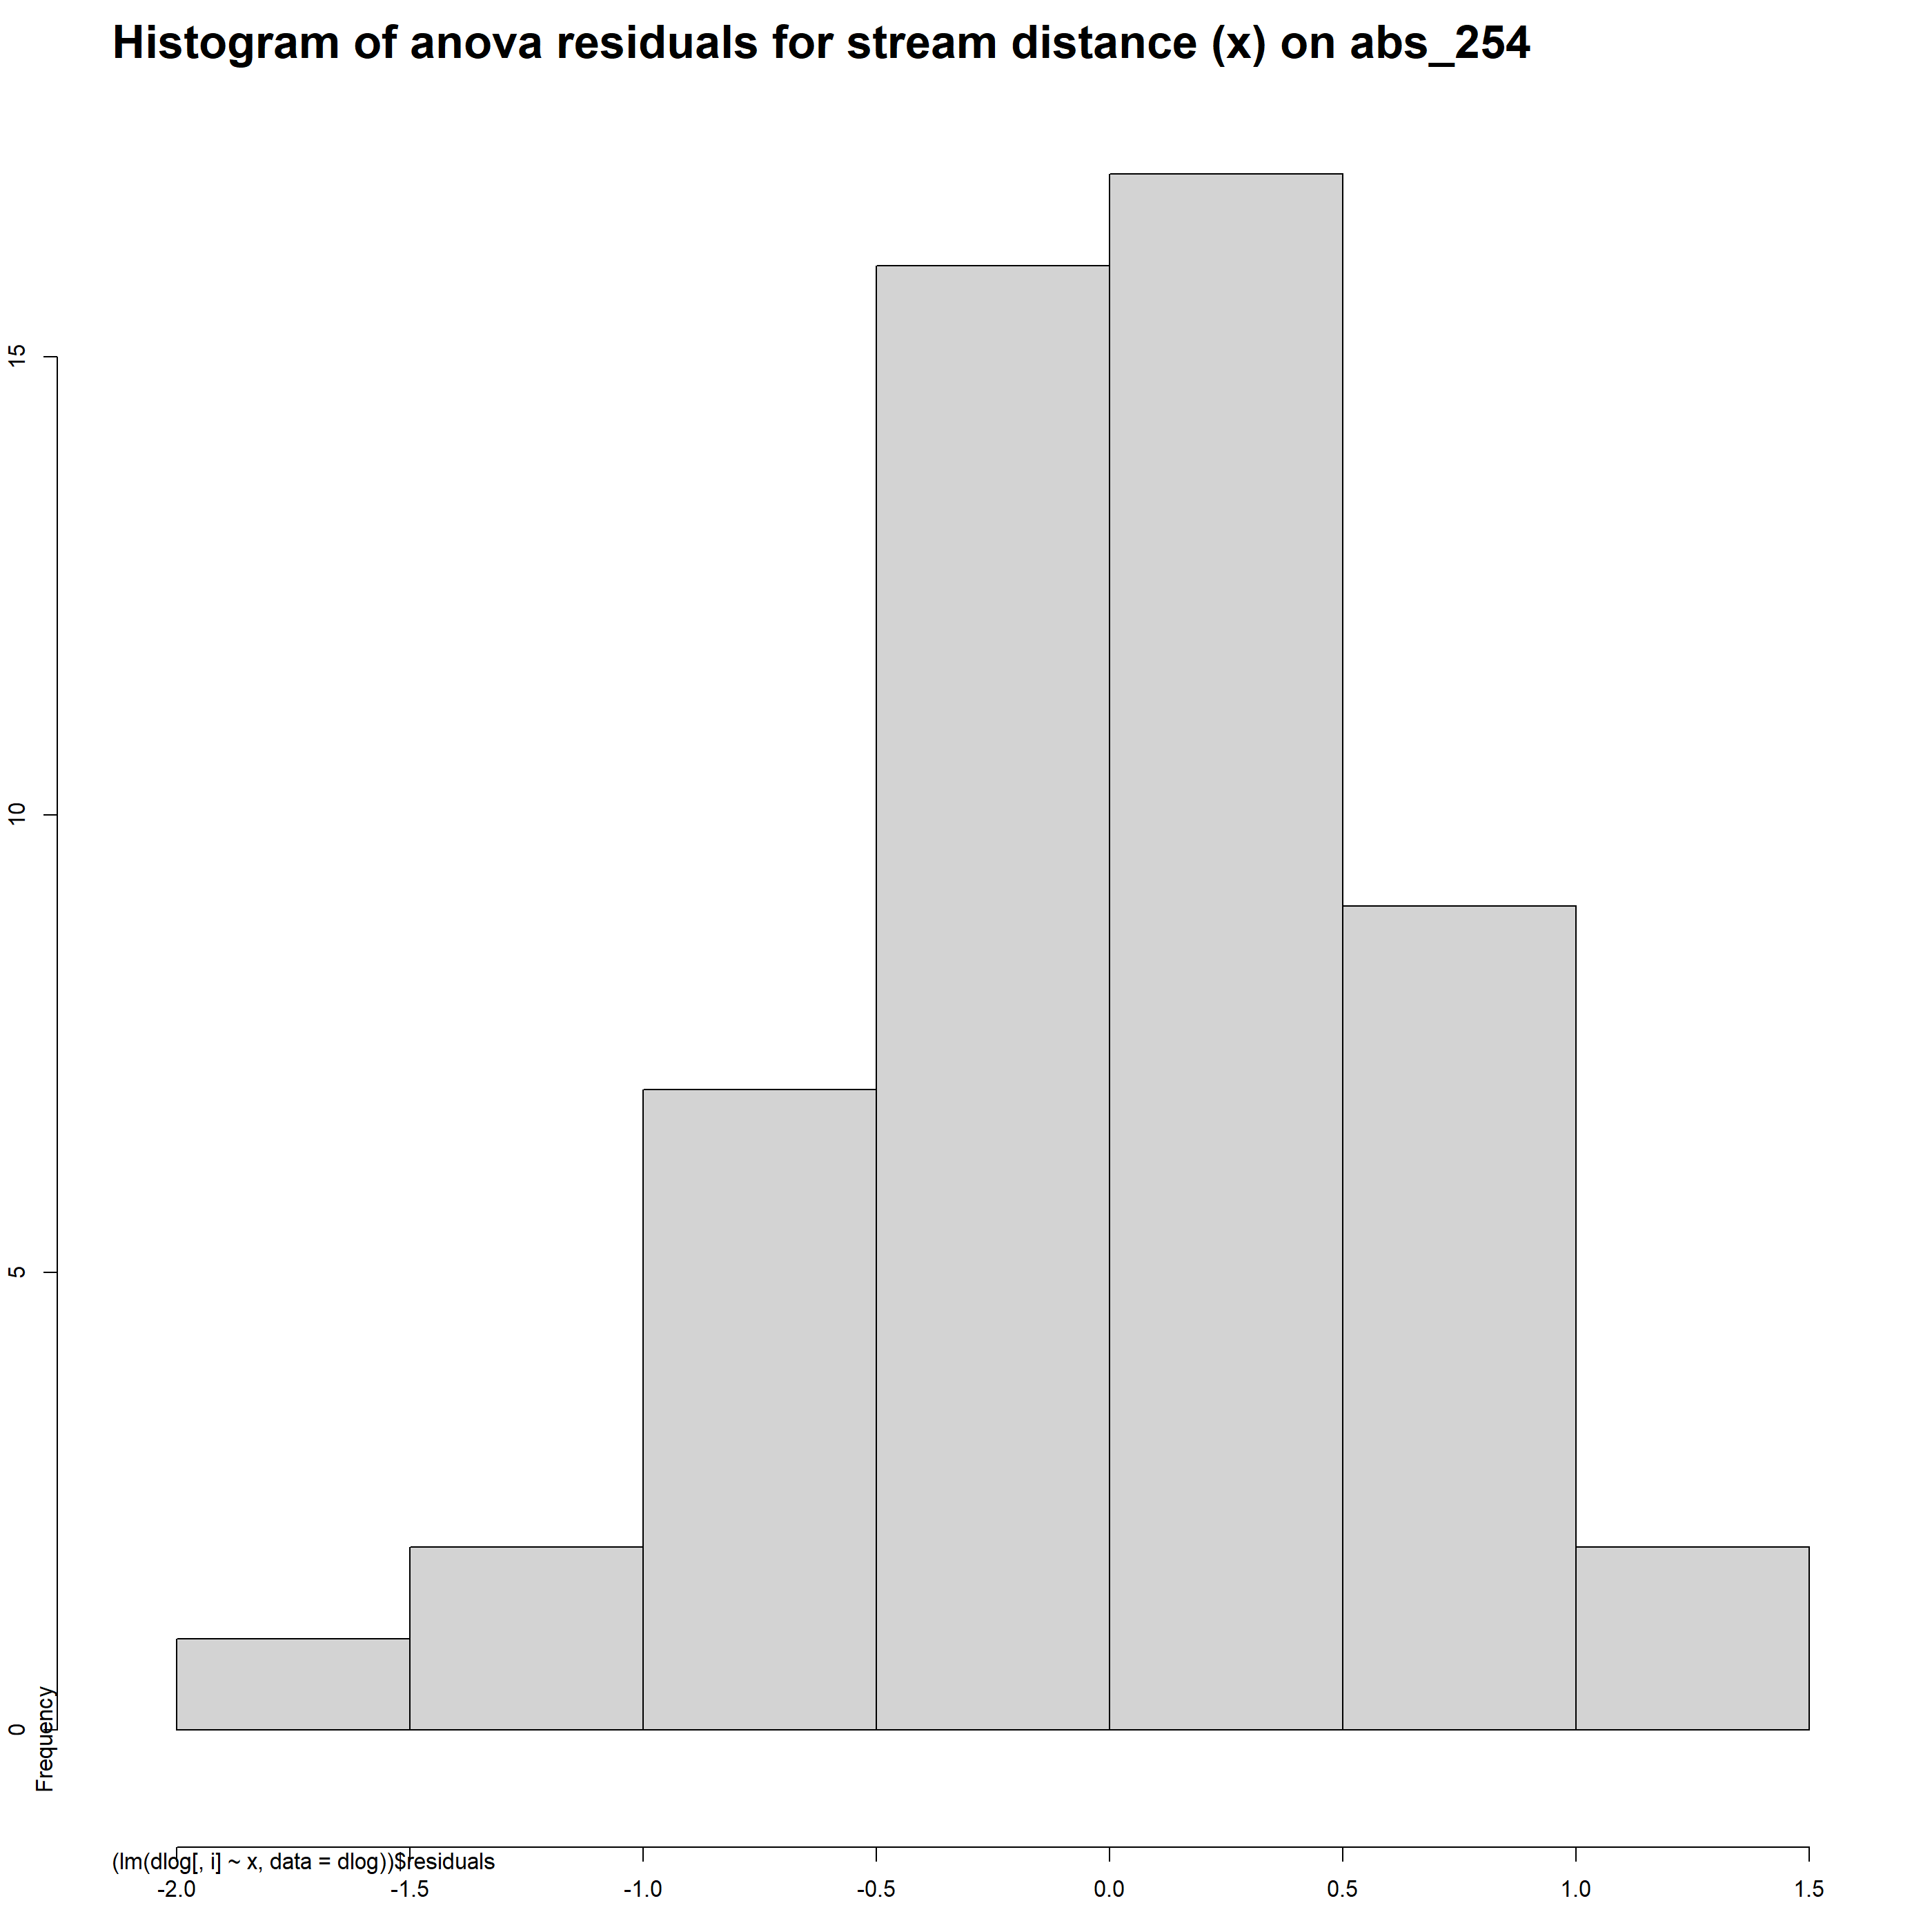 Histogram of anova residuals for stream distance (x) on abs_254
15
10
5
0
Frequency
(lm(dlog[, i] ~ x, data = dlog))$residuals
-2.0 -1.5 -1.0 -0.5 0.0 0.5 1.0 1.5